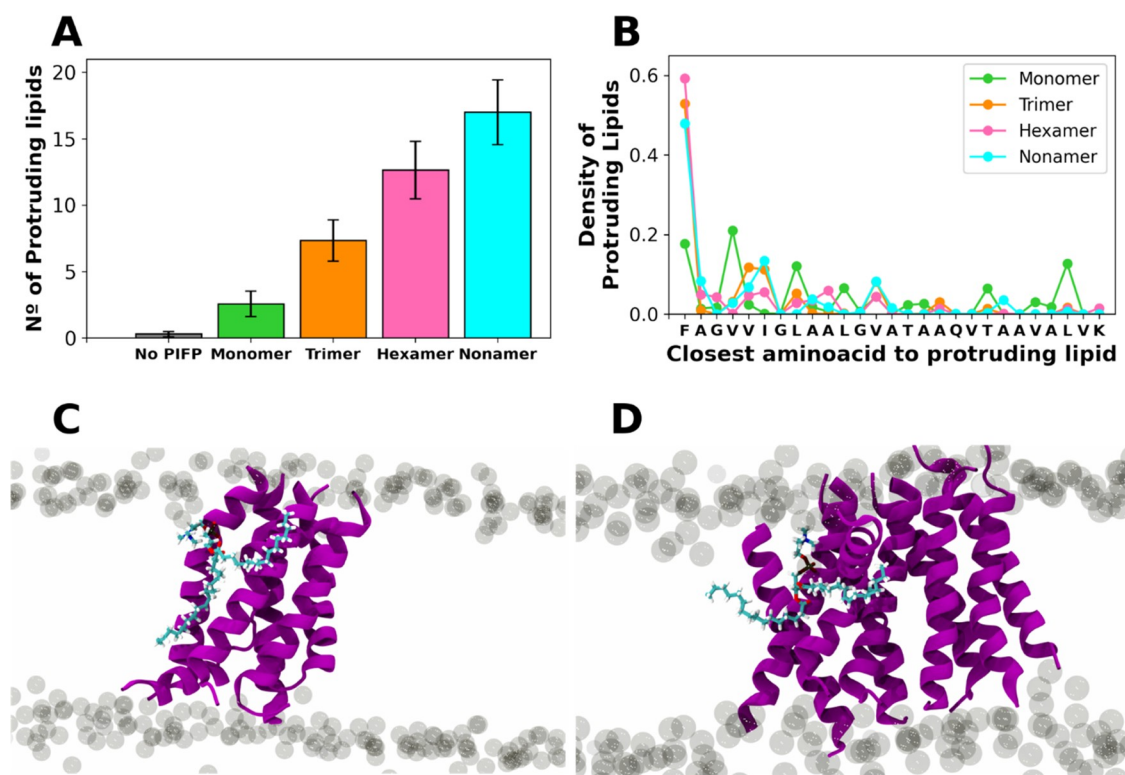 A
Nº of Protruding lipids
20
15
10
5
0
No PIFP Monomer Trimer Hexamer Nonamer
B
Density of
Protruding Lipids
0.6
0.4
0.2
0.0
Monomer
Trimer
Hexamer
Nonamer
F A G V V I G L A A L G V A T A A Q V T A A V A L V K
Closest aminoacid to protruding lipid
C
D